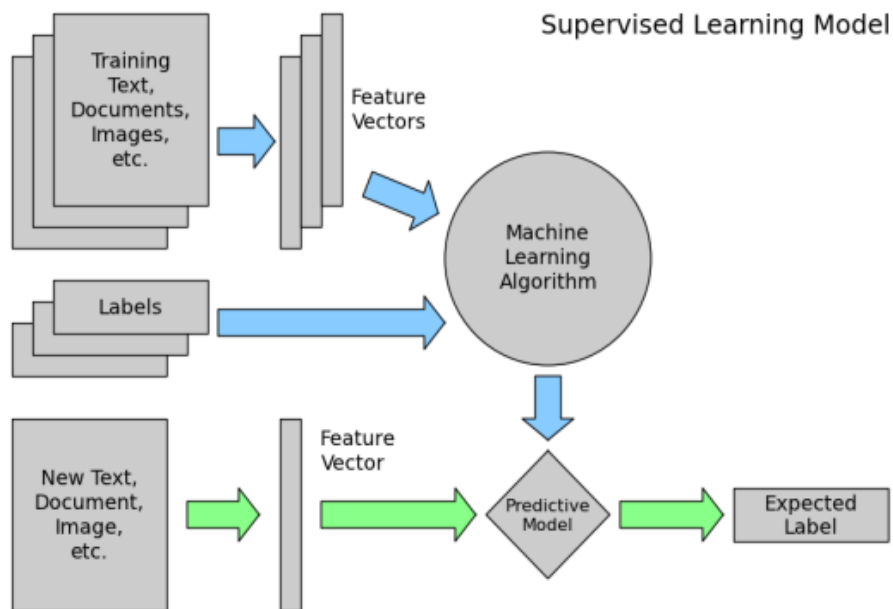 Supervised Learning Model
Training
Text,
Documents,
Images,
etc.
Feature
Vectors
Machine
Learning
Algorithm
Labels
New Text,
Document,
Image,
etc.
Feature
Vector
Predictive
Model
Expected
Label